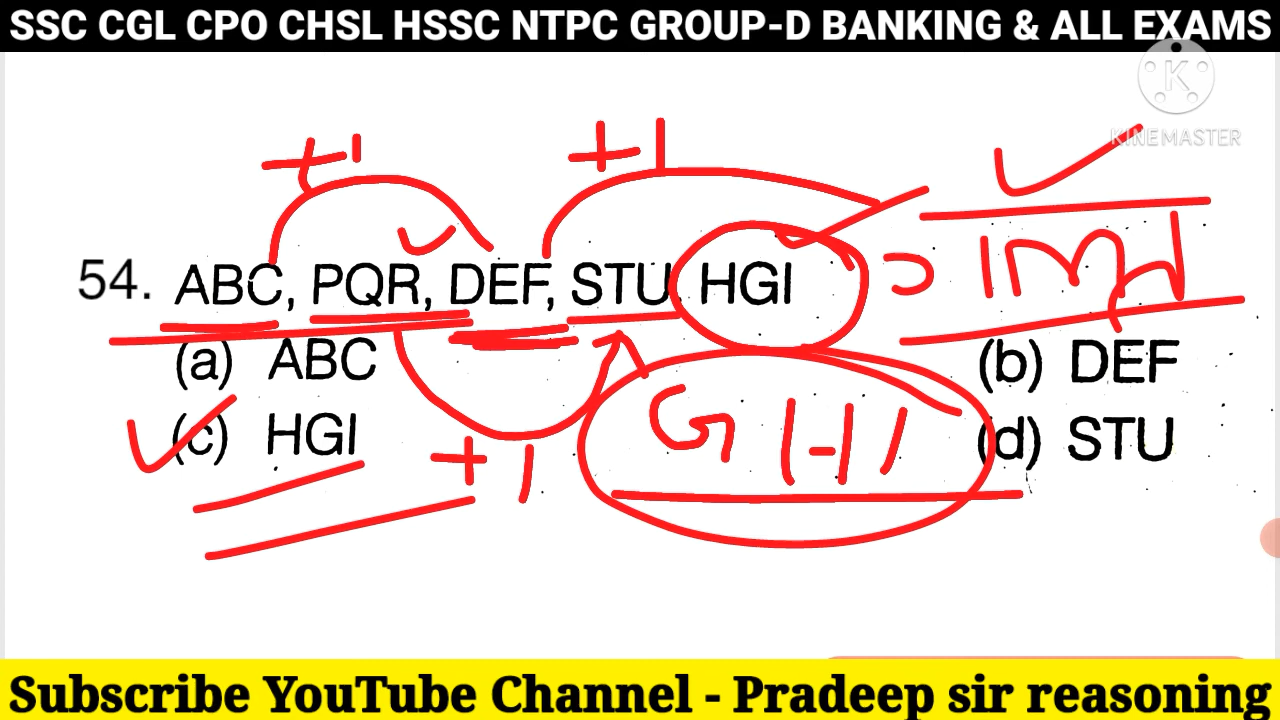 SSC CGL CPO CHSL HSSC NTPC GROUP-D BANKING & ALL EXAMS
K
KINEMASTER
+1 +1
54. ABC, PQR, DEF, STU, HGI
(a) ABC (b) DEF
(c) HGI GHI (d) STU
+1
Subscribe YouTube Channel - Pradeep sir reasoning